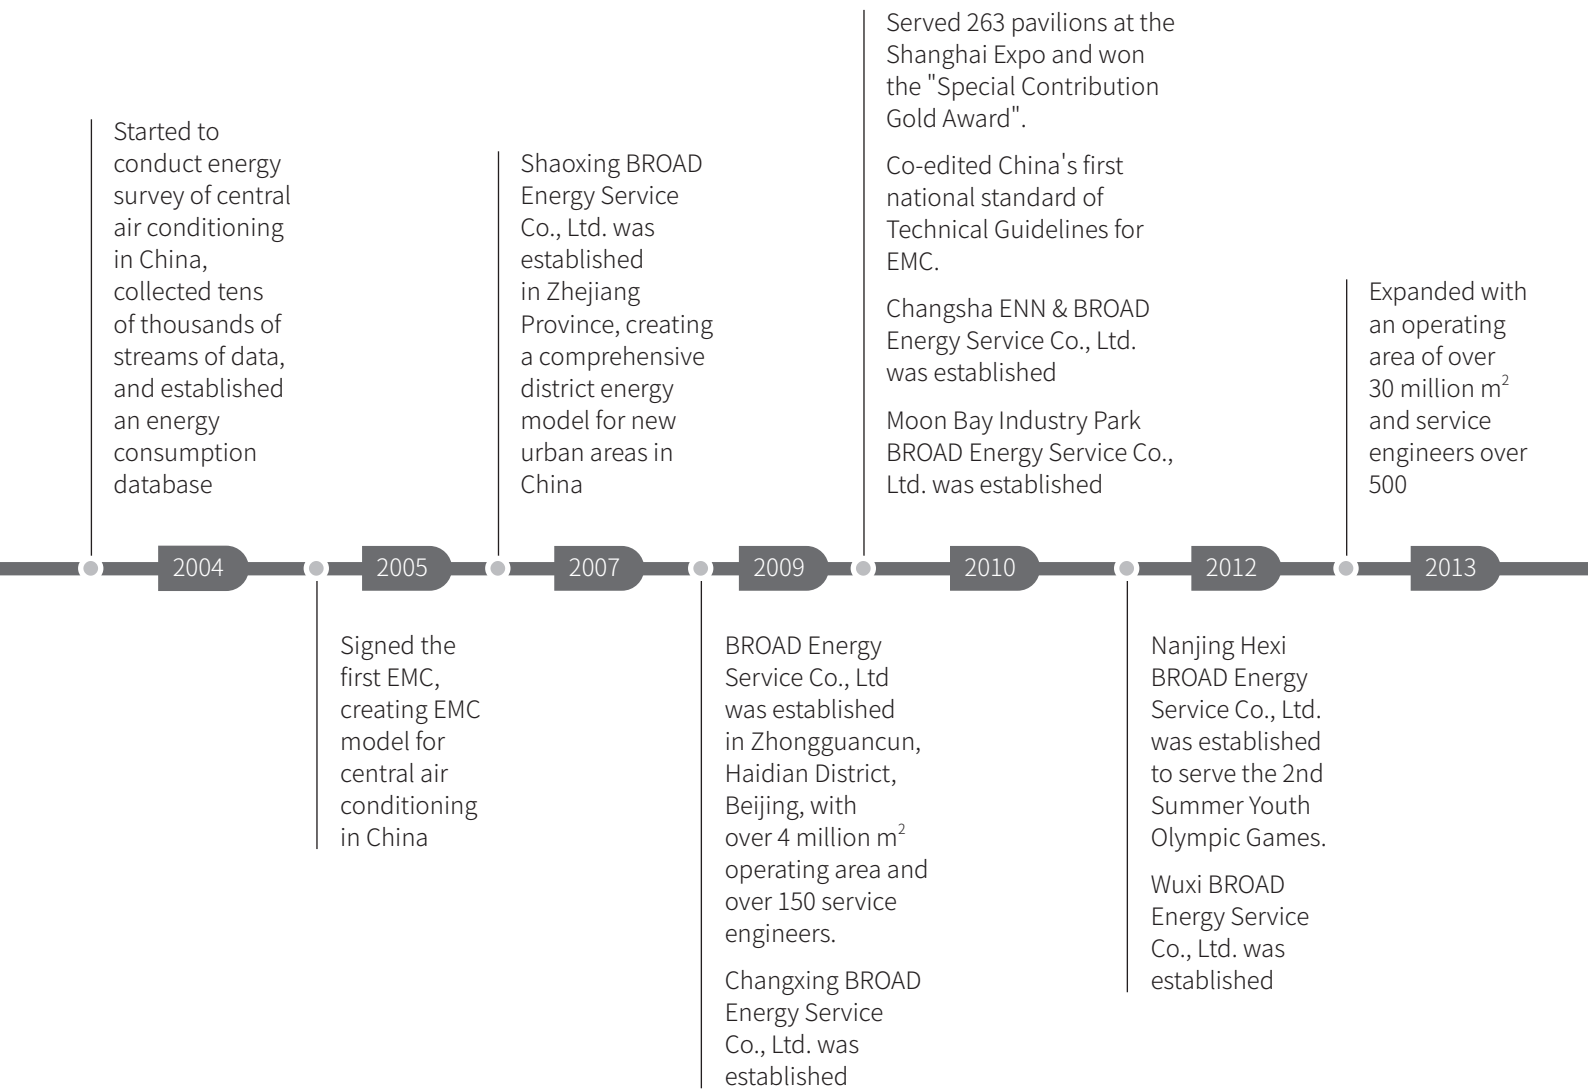 Started to
conduct energy
survey of central
air conditioning
in China,
collected tens
of thousands of
streams of data,
and established
an energy
consumption
database
2004
Signed the
first EMC,
creating EMC
model for
central air
conditioning
in China
2005
Shaoxing BROAD
Energy Service
Co., Ltd. was
established
in Zhejiang
Province, creating
a comprehensive
district energy
model for new
urban areas in
China
2007
BROAD Energy
Service Co., Ltd
was established
in Zhongguancun,
Haidian District,
Beijing, with
over 4 million m²
operating area and
over 150 service
engineers.
Changxing BROAD
Energy Service
Co., Ltd. was
established
2009
Served 263 pavilions at the
Shanghai Expo and won
the "Special Contribution
Gold Award".
Co-edited China's first
national standard of
Technical Guidelines for
EMC.
Changsha ENN & BROAD
Energy Service Co., Ltd.
was established
Moon Bay Industry Park
BROAD Energy Service Co.,
Ltd. was established
2010
Nanjing Hexi
BROAD Energy
Service Co., Ltd.
was established
to serve the 2nd
Summer Youth
Olympic Games.
Wuxi BROAD
Energy Service
Co., Ltd. was
established
2012
Expanded with
an operating
area of over
30 million m²
and service
engineers over
500
2013